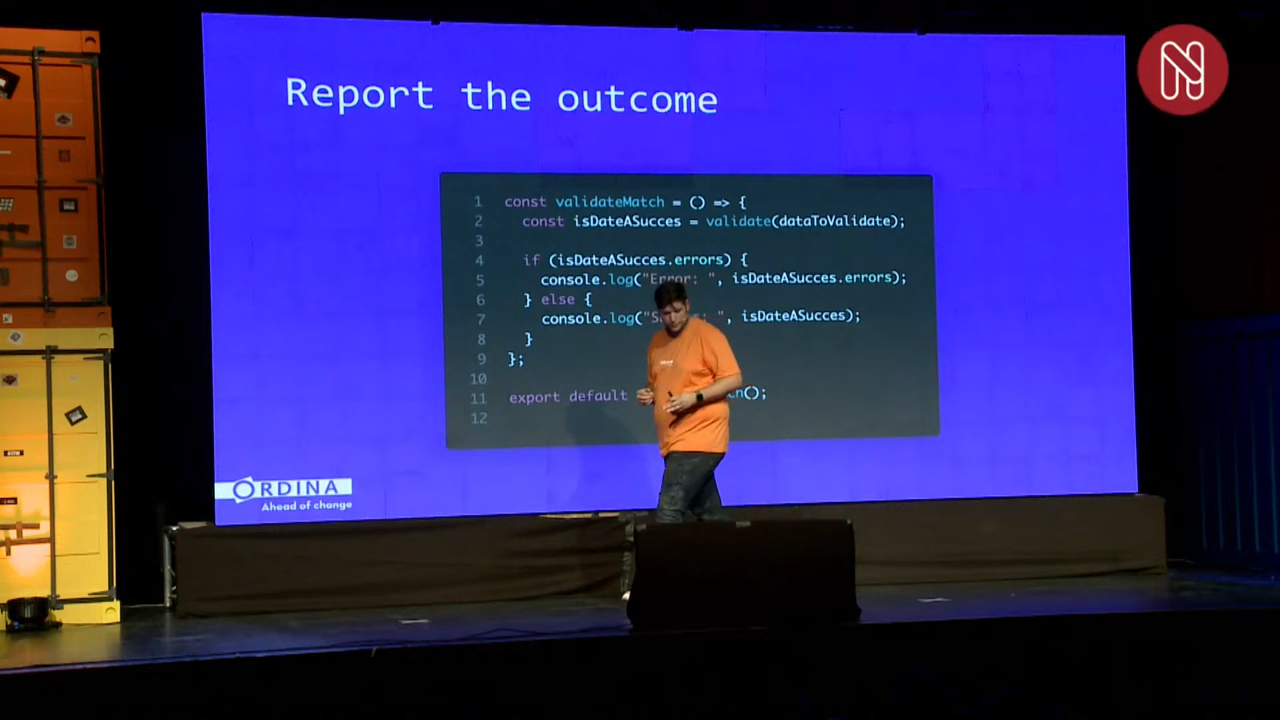 Report the outcome
1 const validateMatch = () => {
2 const isDateASucces = validate(dataToValidate);
3
4 if (isDateASucces.errors) {
5 console.log("Error: ", isDateASucces.errors);
6 } else {
7 console.log(" ", isDateASucces);
8 }
9 };
10
11 export default ();
12
ORDINA
Ahead of change